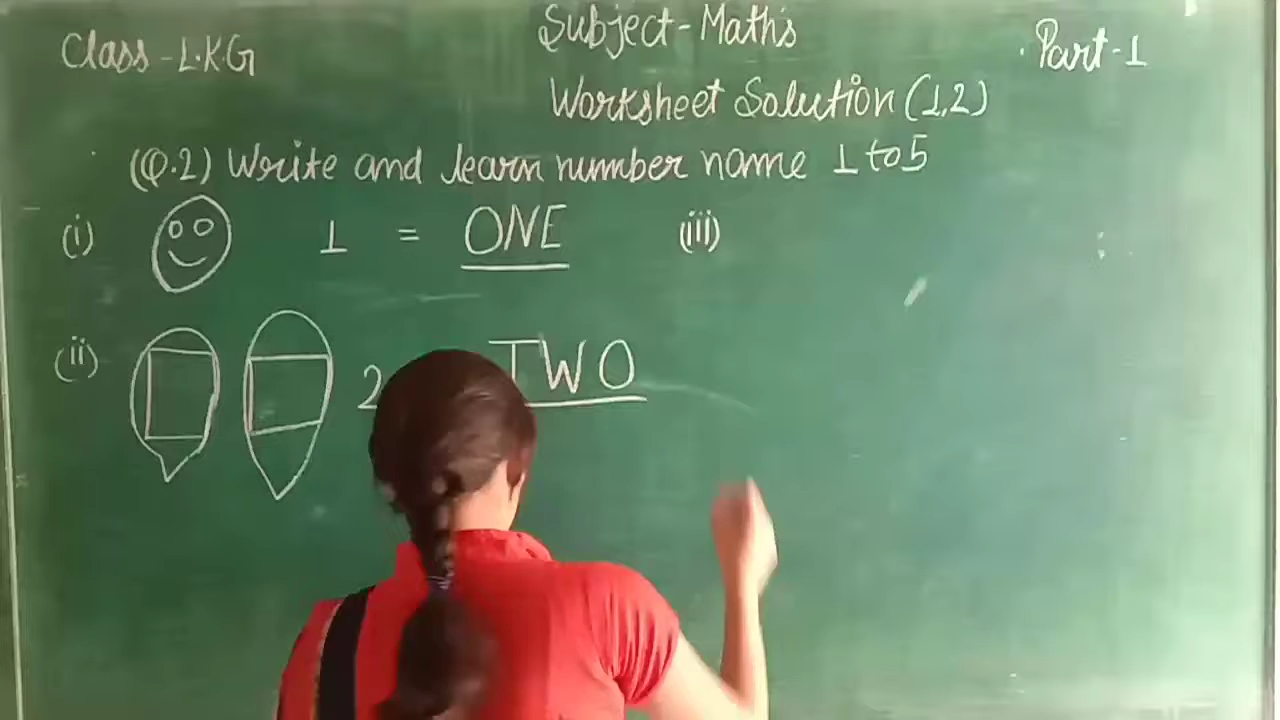 Class - L.K.G
Subject - Maths
Part - 1
Worksheet Solution (1,2)
(Q.2) Write and learn number name 1 to 5
(i) 1 = ONE
(iii)
(ii) 2 TWO